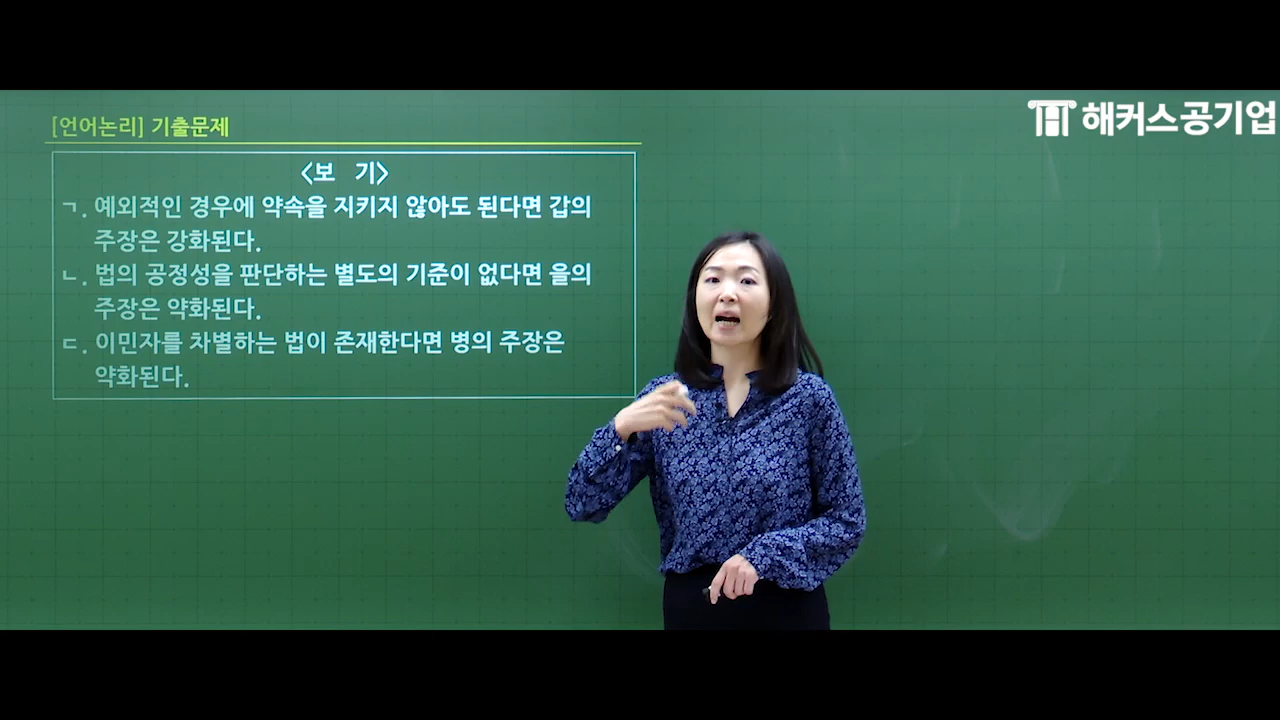 [언어논리] 기출문제
해커스공기업
<보 기>
ㄱ. 예외적인 경우에 약속을 지키지 않아도 된다면 갑의
주장은 강화된다.
ㄴ. 법의 공정성을 판단하는 별도의 기준이 없다면 을의
주장은 약화된다.
ㄷ. 이민자를 차별하는 법이 존재한다면 병의 주장은
약화된다.